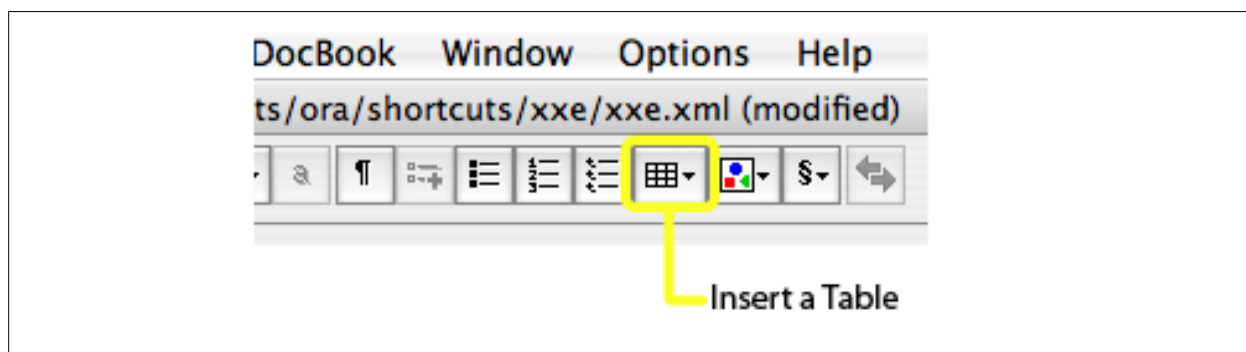 DocBook Window Options Help
ts/ora/shortcuts/xxe/xxe.xml (modified)
a ¶ §
Insert a Table